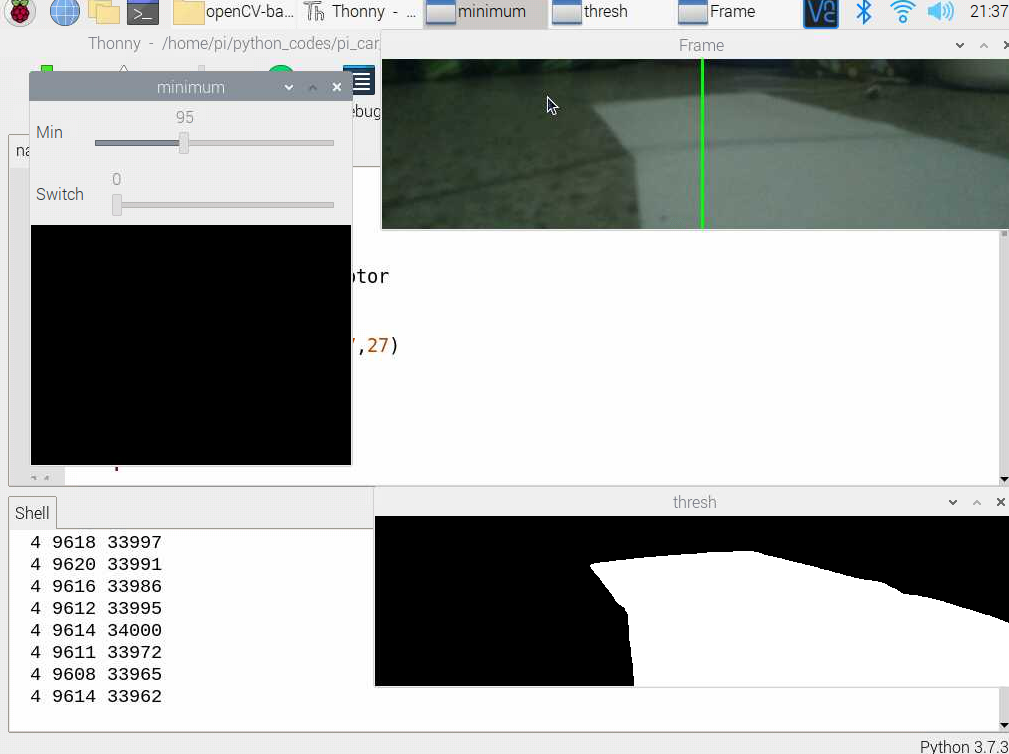 openCV-ba...
Thonny - ...
minimum
thresh
Frame
21:37
Thonny - /home/pi/python_codes/pi_car
Frame
minimum
ebug
95
Min
0
Switch
otor
,27)
Shell
thresh
4 9618 33997
4 9620 33991
4 9616 33986
4 9612 33995
4 9614 34000
4 9611 33972
4 9608 33965
4 9614 33962
Python 3.7.3